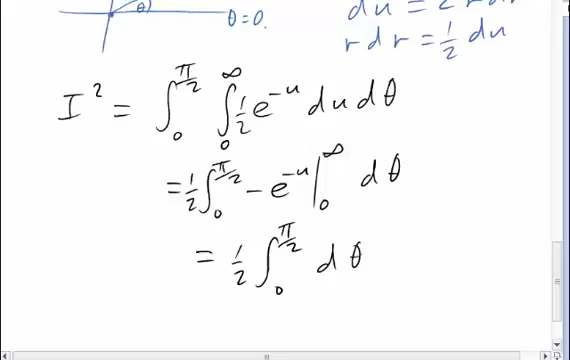 θ
θ = 0.
du = 2 r dr
r dr = 1/2 du
I² = ∫₀^(π/2) ∫₀^∞ 1/2 e^(-u) du dθ
= 1/2 ∫₀^(π/2) - e^(-u) |₀^∞ dθ
= 1/2 ∫₀^(π/2) dθ